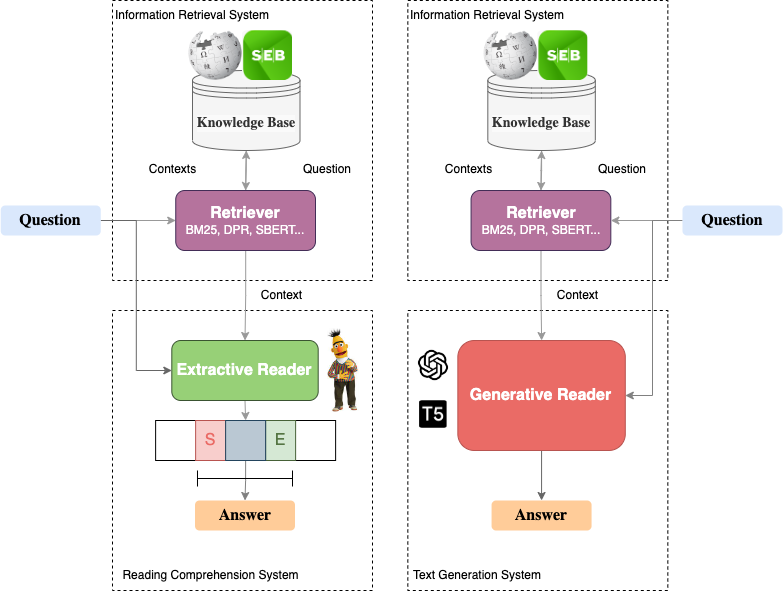 Information Retrieval System
SEB
Knowledge Base
Contexts
Question
Question
Retriever
BM25, DPR, SBERT...
Context
Extractive Reader
S
E
Answer
Reading Comprehension System
Information Retrieval System
SEB
Knowledge Base
Contexts
Question
Retriever
BM25, DPR, SBERT...
Question
Context
Generative Reader
T5
Answer
Text Generation System